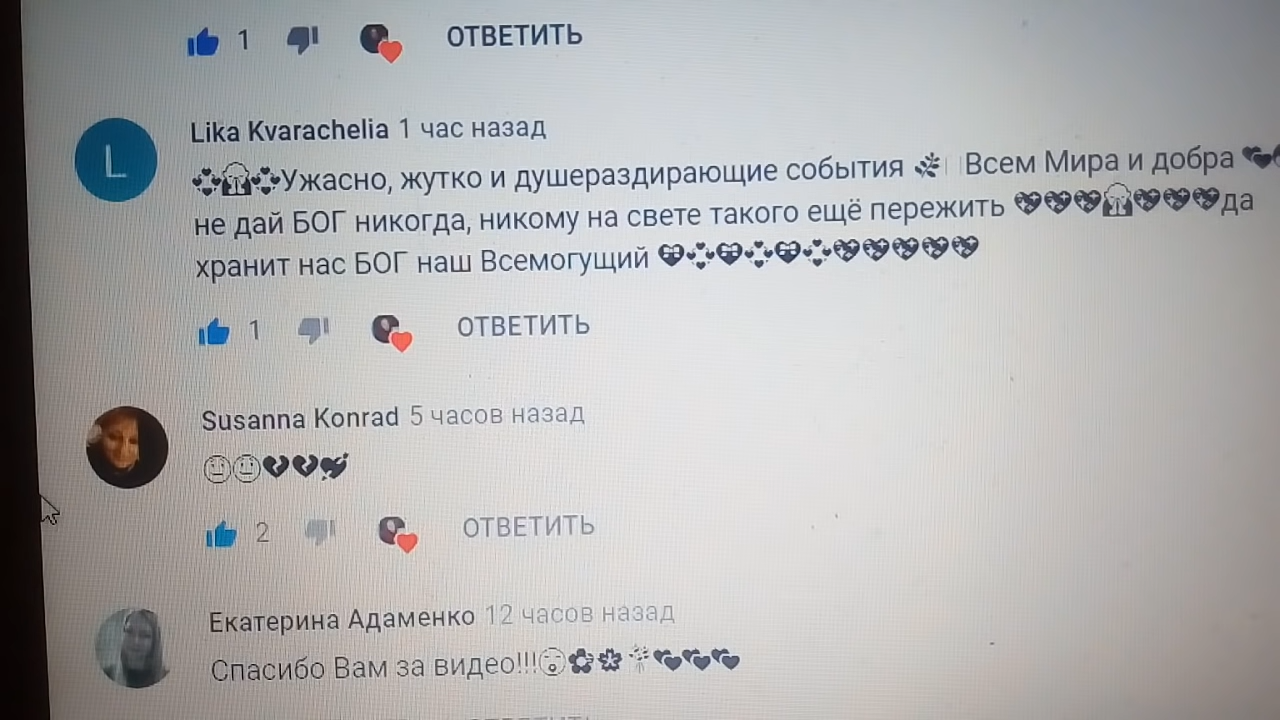 1 ОТВЕТИТЬ
L
Lika Kvarachelia 1 час назад
💞🙏💞Ужасно, жутко и душераздирающие события 🌿 Всем Мира и добра 💕
не дай БОГ никогда, никому на свете такого ещё пережить 💖💖💖🙏💖💖💖да
хранит нас БОГ наш Всемогущий 💝💞💝💞💝💞💖💖💖💖💖
1 ОТВЕТИТЬ
Susanna Konrad 5 часов назад
😢😢💔💔💘
2 ОТВЕТИТЬ
Екатерина Адаменко 12 часов назад
Спасибо Вам за видео!!!😘🌼🌸💐💕💕💕
ОТВЕТИТЬ